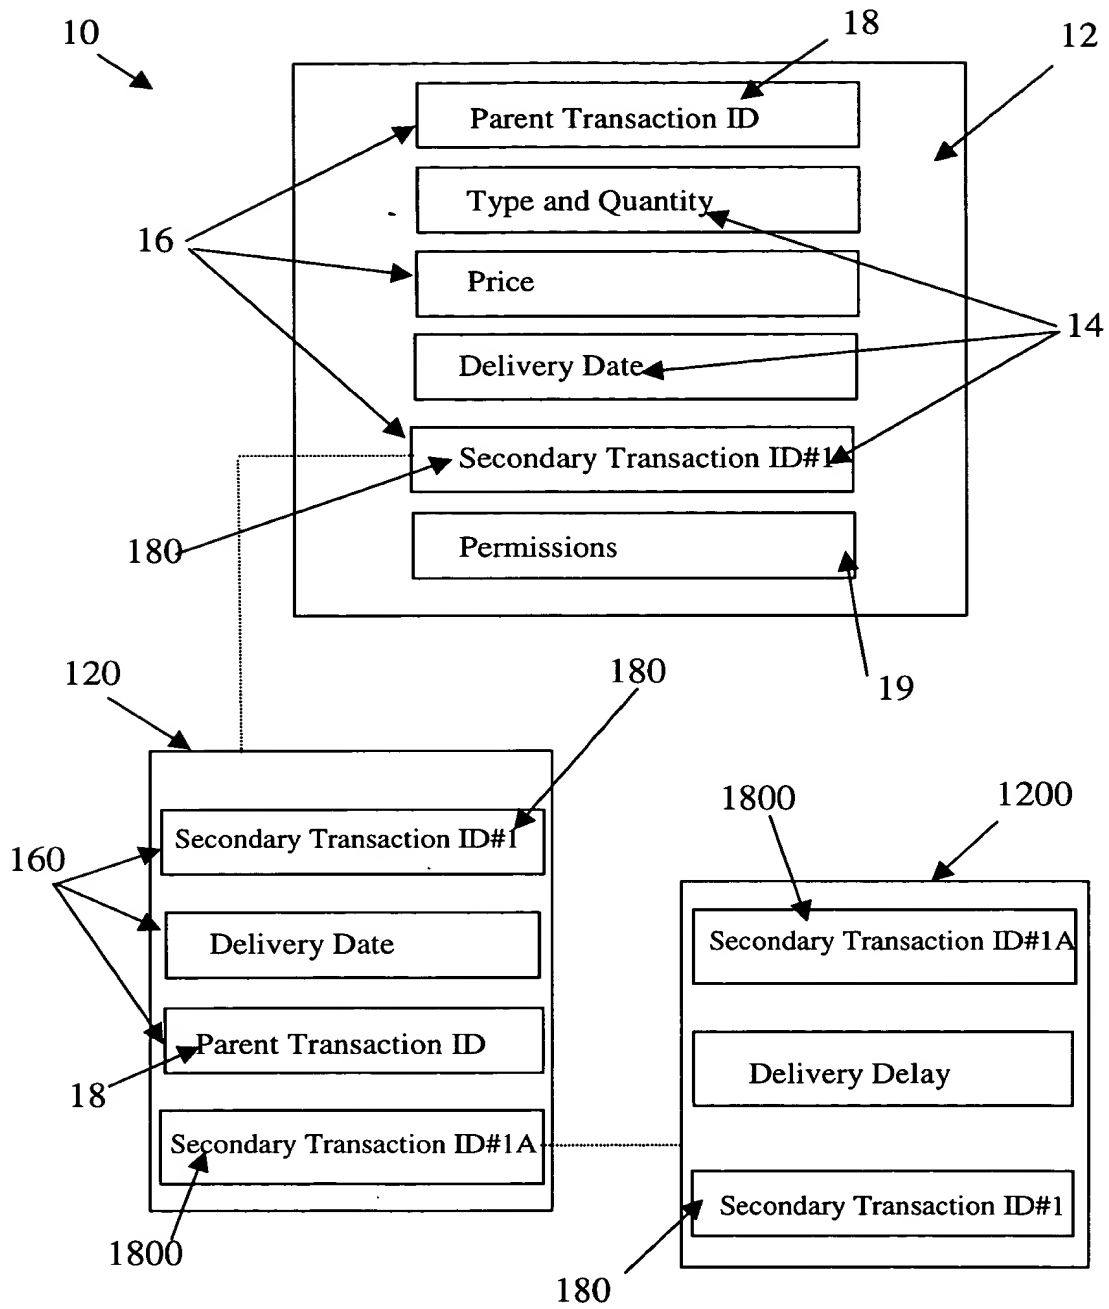 10
18
12
Parent Transaction ID
Type and Quantity
16
Price
14
Delivery Date
Secondary Transaction ID#1
180
Permissions
19
120
180
1800
1200
Secondary Transaction ID#1
160
Secondary Transaction ID#1A
Delivery Date
Parent Transaction ID
Delivery Delay
18
Secondary Transaction ID#1A
Secondary Transaction ID#1
1800
180